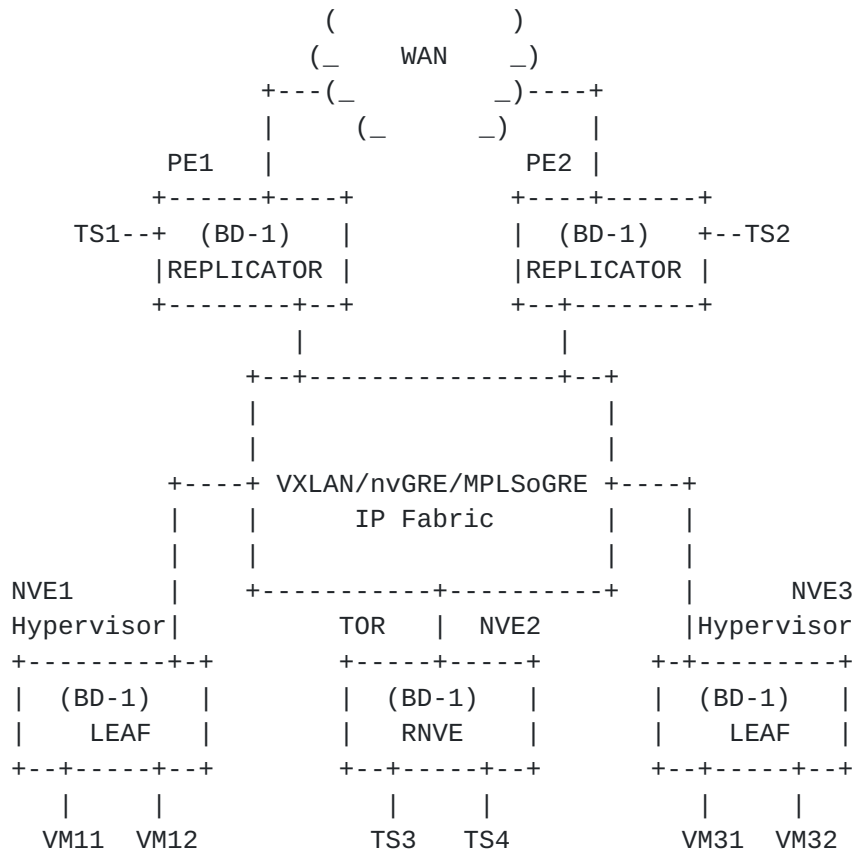 WAN
PE1 PE2
TS1 (BD-1) (BD-1) TS2
REPLICATOR REPLICATOR
VXLAN/nvGRE/MPLSoGRE
IP Fabric
NVE1 NVE3
Hypervisor TOR NVE2 Hypervisor
(BD-1) (BD-1) (BD-1)
LEAF RNVE LEAF
VM11 VM12 TS3 TS4 VM31 VM32